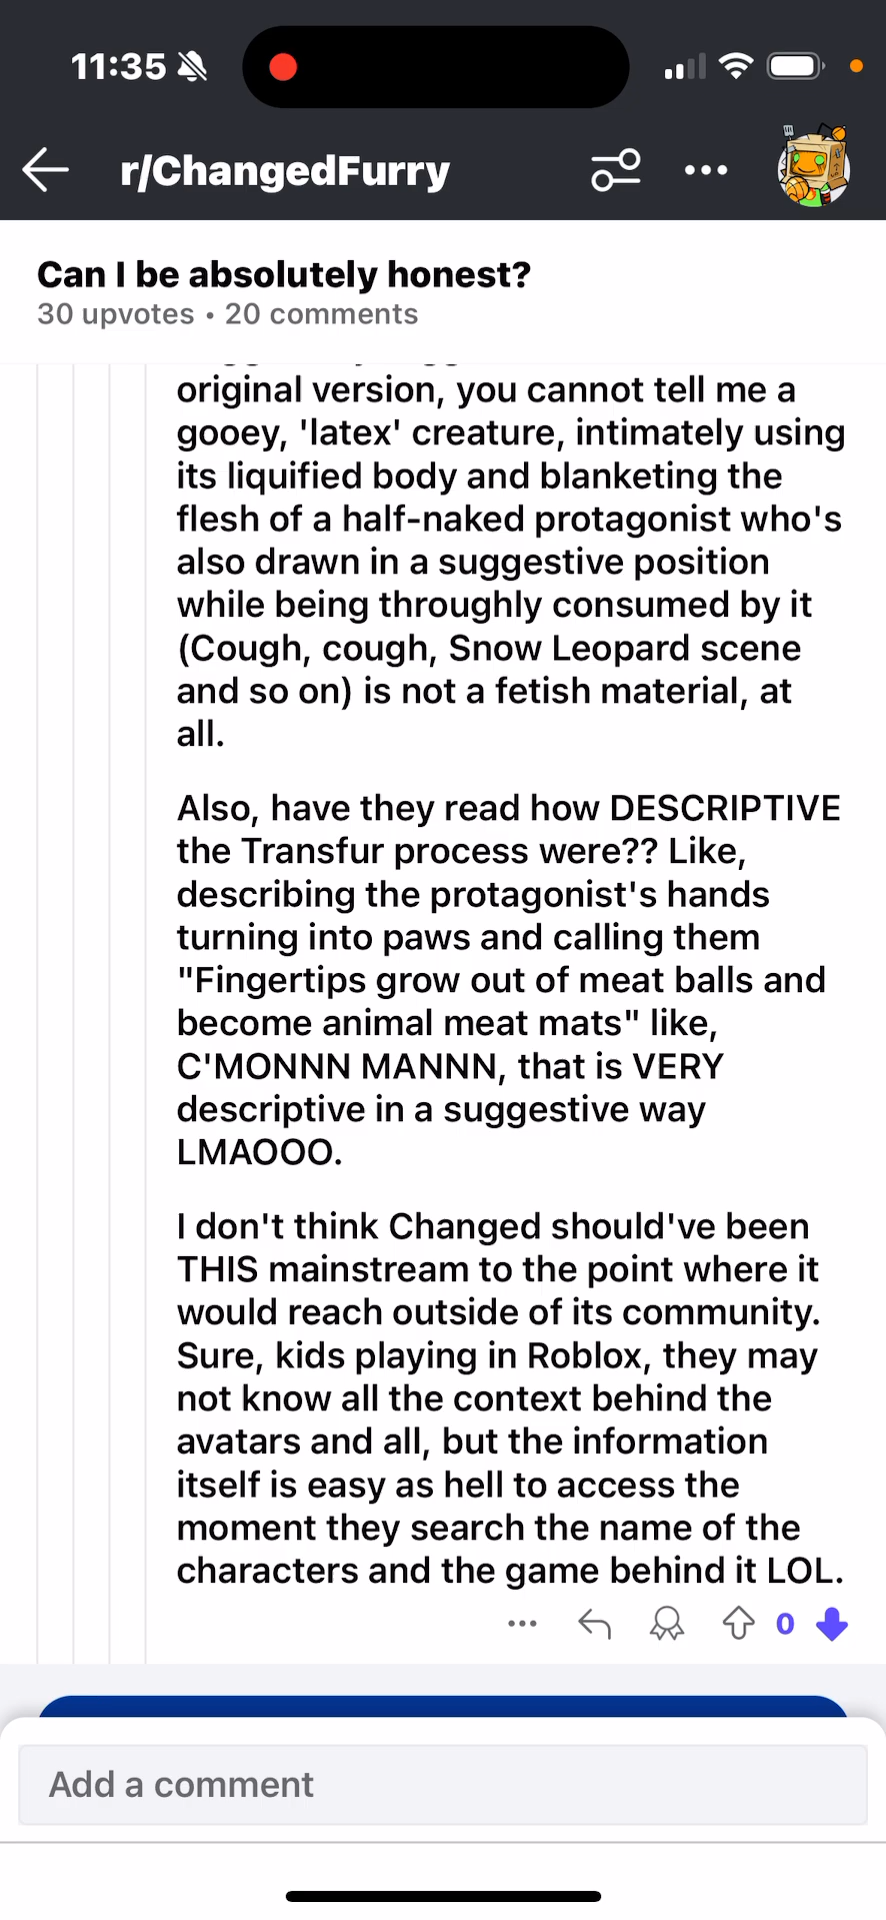 11:35
r/ChangedFurry
Can I be absolutely honest?
30 upvotes • 20 comments
original version, you cannot tell me a
gooey, 'latex' creature, intimately using
its liquified body and blanketing the
flesh of a half-naked protagonist who's
also drawn in a suggestive position
while being throughly consumed by it
(Cough, cough, Snow Leopard scene
and so on) is not a fetish material, at
all.
Also, have they read how DESCRIPTIVE
the Transfur process were?? Like,
describing the protagonist's hands
turning into paws and calling them
"Fingertips grow out of meat balls and
become animal meat mats" like,
C'MONNN MANNN, that is VERY
descriptive in a suggestive way
LMAOOO.
I don't think Changed should've been
THIS mainstream to the point where it
would reach outside of its community.
Sure, kids playing in Roblox, they may
not know all the context behind the
avatars and all, but the information
itself is easy as hell to access the
moment they search the name of the
characters and the game behind it LOL.
0
Add a comment